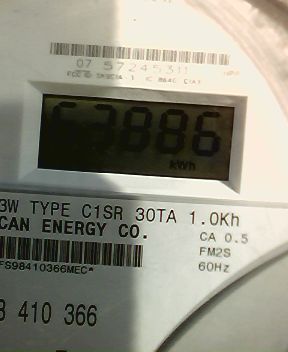 07 57245311
63886
kWh
3W TYPE C1SR 30TA 1.0Kh
CAN ENERGY CO.
CA 0.5
FM2S
60Hz
FS98410366MEC*
8 410 366